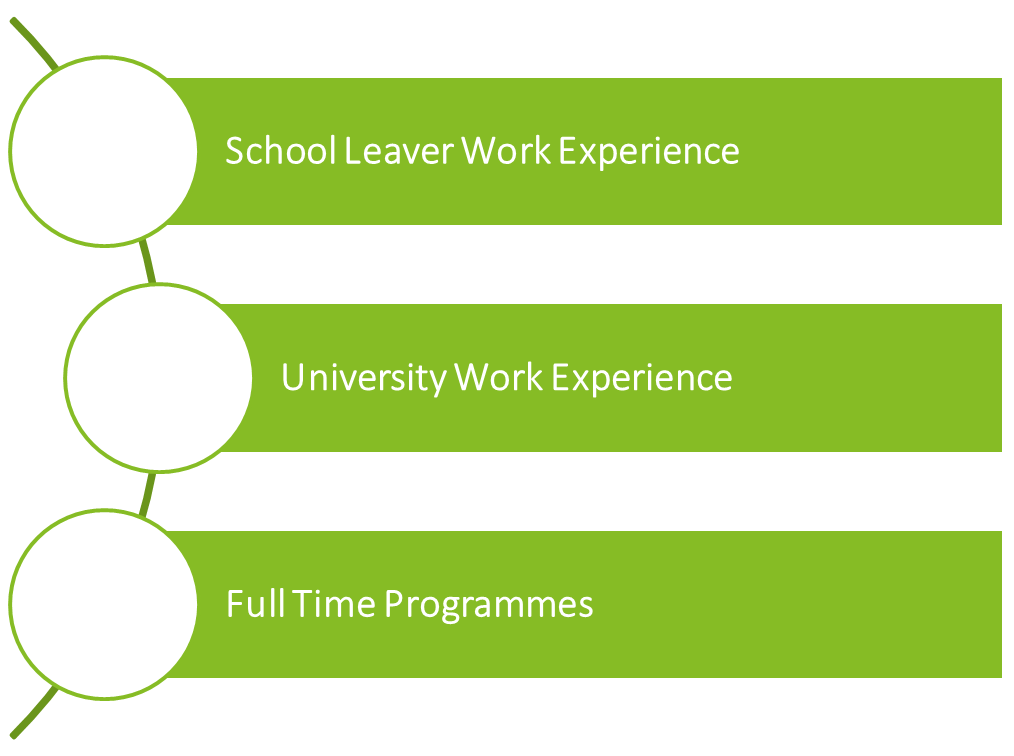 School Leaver Work Experience
University Work Experience
Full Time Programmes